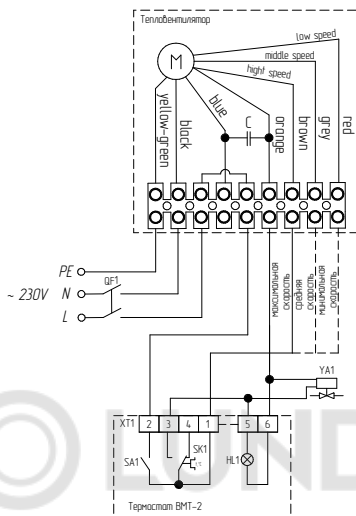 Тепловентилятор
low speed
middle speed
hight speed
M
yellow-green
black
blue
C
orange
brown
grey
red
PE
N
L
~ 230V
QF1
максимальная
скорость
средняя
скорость
минимальная
скорость
YA1
XT1
2
3
4
1
5
6
SA1
SK1
t°C
HL1
Термостат ВМТ-2
LUND